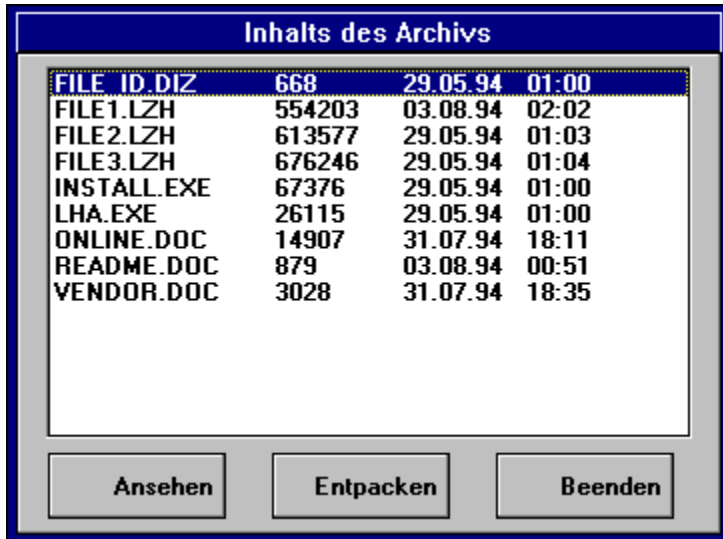 Inhalts des Archivs
FILE_ID.DIZ 668 29.05.94 01:00
FILE1.LZH 554203 03.08.94 02:02
FILE2.LZH 613577 29.05.94 01:03
FILE3.LZH 676246 29.05.94 01:04
INSTALL.EXE 67376 29.05.94 01:00
LHA.EXE 26115 29.05.94 01:00
ONLINE.DOC 14907 31.07.94 18:11
README.DOC 879 03.08.94 00:51
VENDOR.DOC 3028 31.07.94 18:35
Ansehen Entpacken Beenden